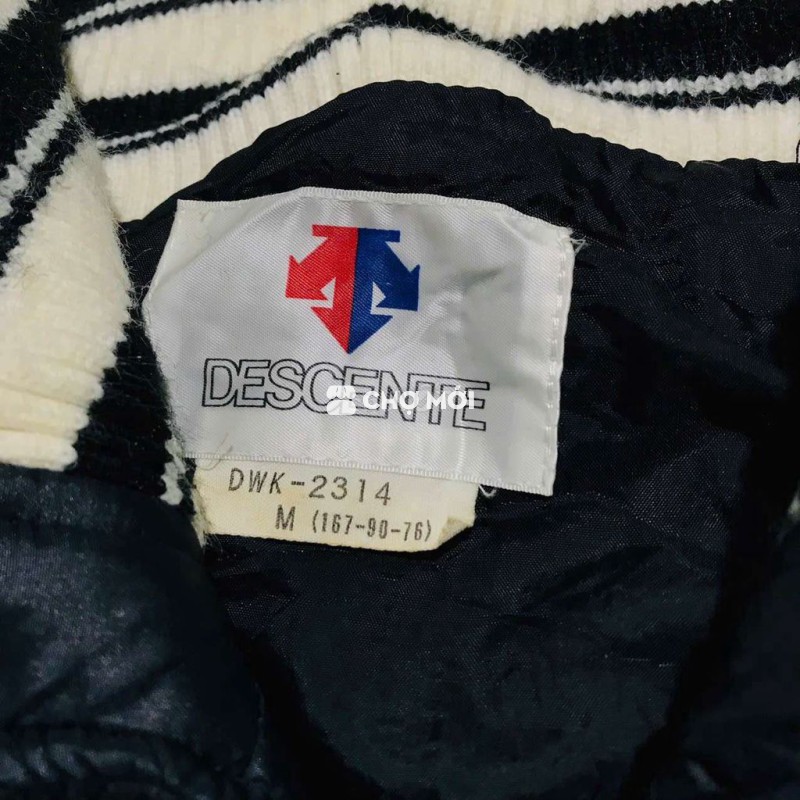 DESCENTE
CHỢ MỚI
DWK-2314
M (167-90-76)